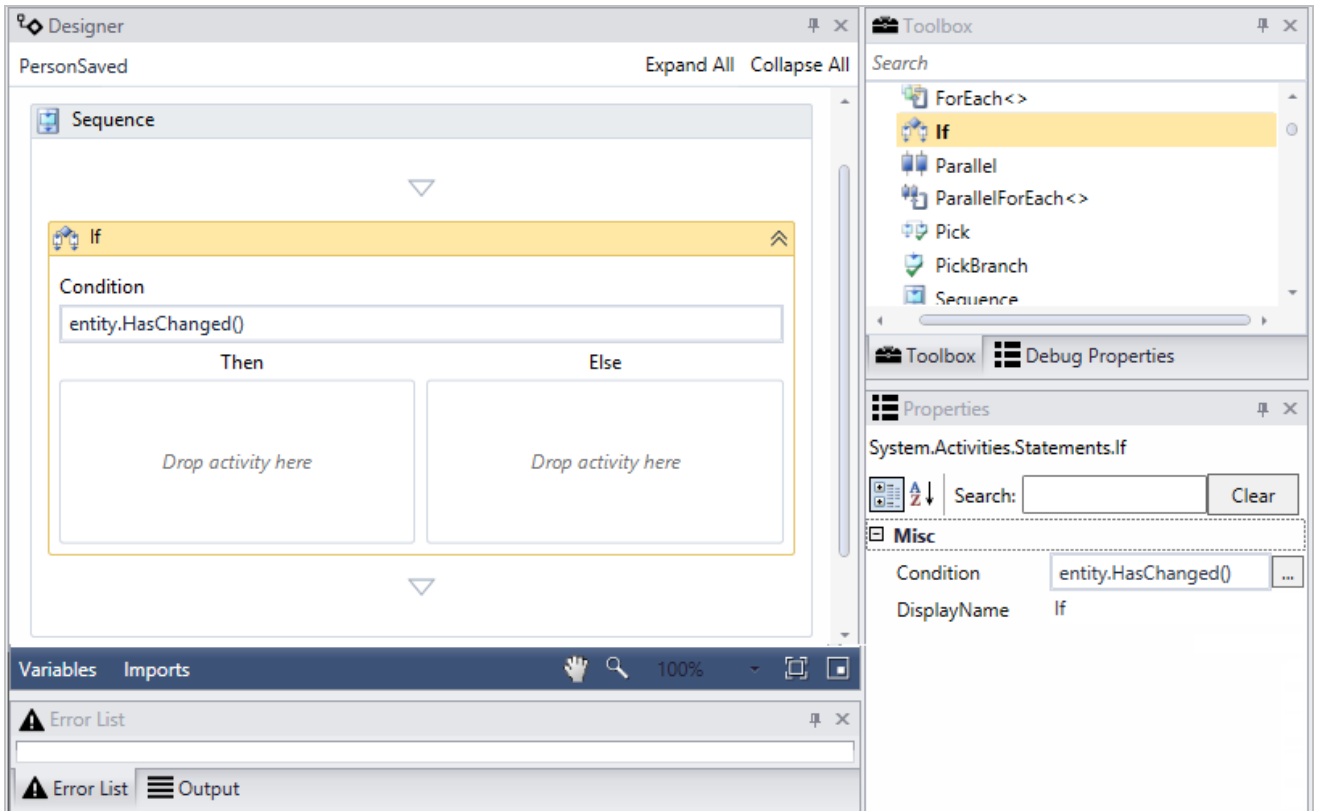 Designer
PersonSaved
Expand All Collapse All
Sequence
If
Condition
entity.HasChanged()
Then
Else
Drop activity here
Drop activity here
Variables Imports
100%
Error List
Error List Output
Toolbox
Search
ForEach<>
If
Parallel
ParallelForEach<>
Pick
PickBranch
Sequence
Toolbox Debug Properties
Properties
System.Activities.Statements.If
A Z Search: Clear
Misc
Condition entity.HasChanged() ...
DisplayName If